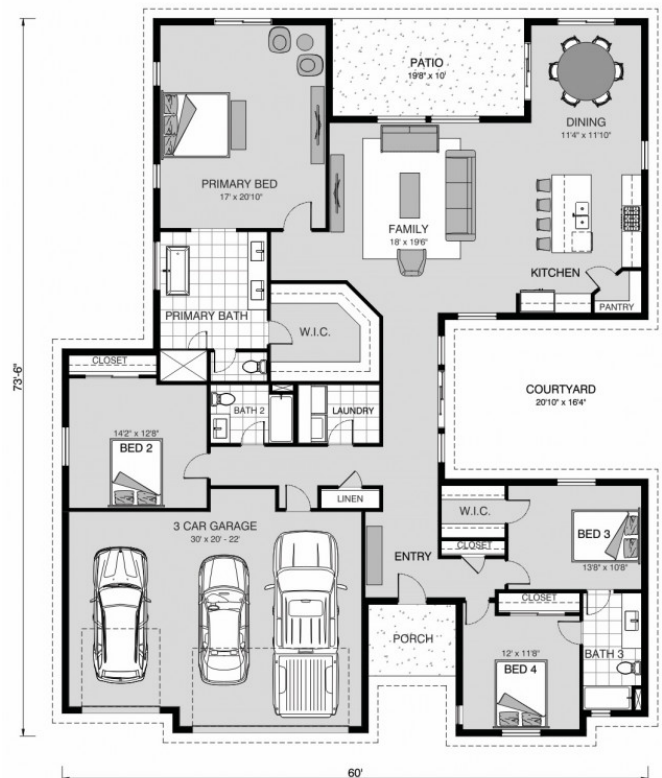 PATIO
19'8" x 10'
DINING
11'4" x 11'10"
PRIMARY BED
17' x 20'10"
FAMILY
18' x 19'6"
KITCHEN
PANTRY
PRIMARY BATH
W.I.C.
73'-6"
CLOSET
COURTYARD
20'10" x 16'4"
BATH 2
LAUNDRY
14'2" x 12'8"
BED 2
LINEN
W.I.C.
3 CAR GARAGE
30' x 20' - 22'
BED 3
13'8" x 10'8"
CLOSET
ENTRY
CLOSET
PORCH
12' x 11'8"
BED 4
BATH 3
60'